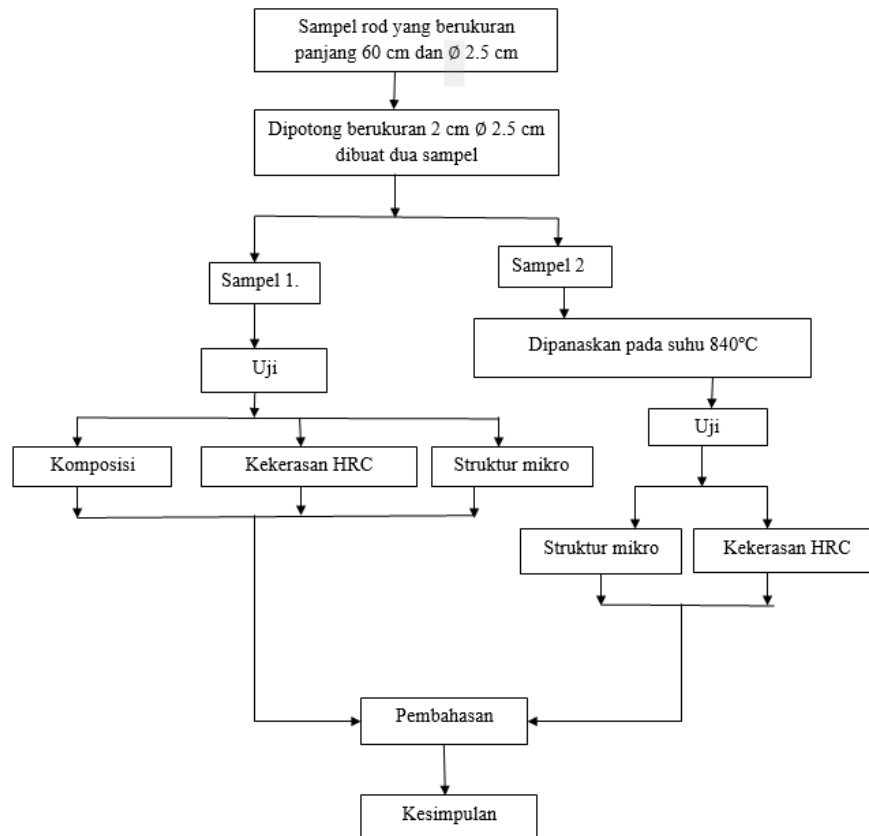 Sampel rod yang berukuran
panjang 60 cm dan Ø 2.5 cm
Dipotong berukuran 2 cm Ø 2.5 cm
dibuat dua sampel
Sampel 1.
Sampel 2
Dipanaskan pada suhu 840°C
Uji
Uji
Komposisi
Kekerasan HRC
Struktur mikro
Struktur mikro
Kekerasan HRC
Pembahasan
Kesimpulan